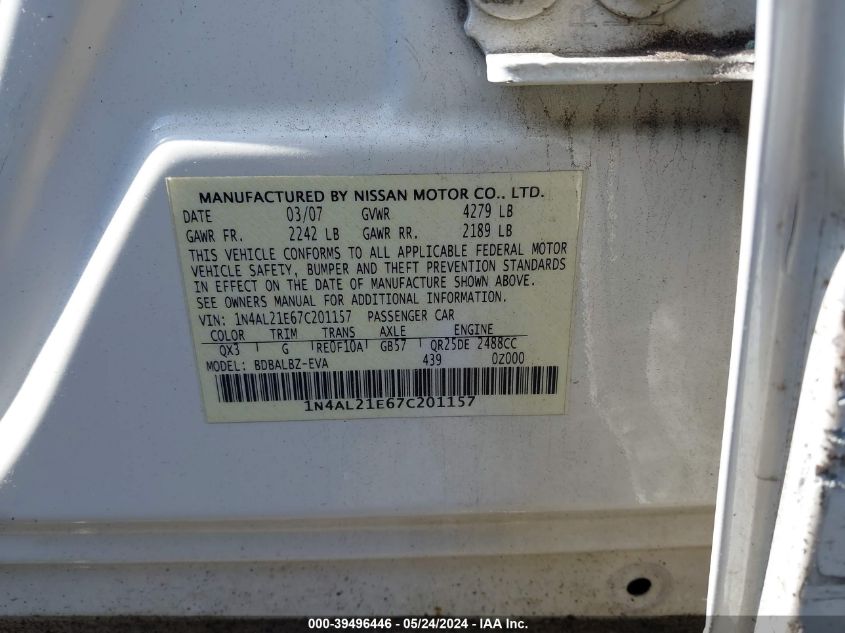 MANUFACTURED BY NISSAN MOTOR CO., LTD.
DATE 03/07 GVWR 4279 LB
GAWR FR. 2242 LB GAWR RR. 2189 LB
THIS VEHICLE CONFORMS TO ALL APPLICABLE FEDERAL MOTOR
VEHICLE SAFETY, BUMPER AND THEFT PREVENTION STANDARDS
IN EFFECT ON THE DATE OF MANUFACTURE SHOWN ABOVE.
SEE OWNERS MANUAL FOR ADDITIONAL INFORMATION.
VIN: 1N4AL21E67C201157 PASSENGER CAR
COLOR TRIM TRANS AXLE ENGINE
QX3 G RE0F10A GB57 QR25DE 2488CC
MODEL: BDBALBZ-EVA 439 0Z000
1N4AL21E67C201157
000-39496446 - 05/24/2024 - IAA Inc.